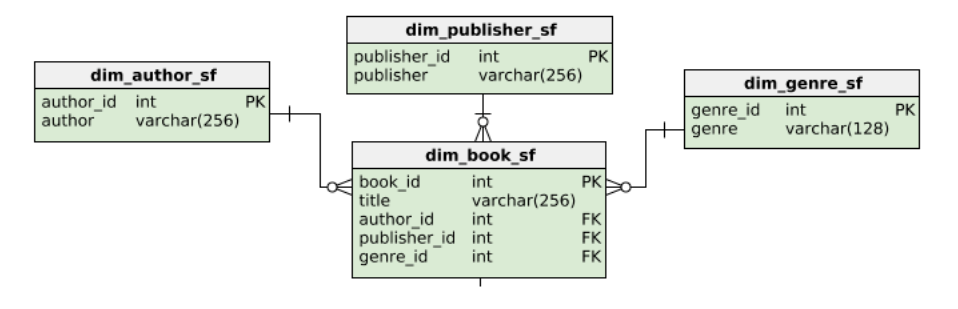 dim_publisher_sf
publisher_id int PK
publisher varchar(256)
dim_author_sf
author_id int PK
author varchar(256)
dim_genre_sf
genre_id int PK
genre varchar(128)
dim_book_sf
book_id int PK
title varchar(256)
author_id int FK
publisher_id int FK
genre_id int FK